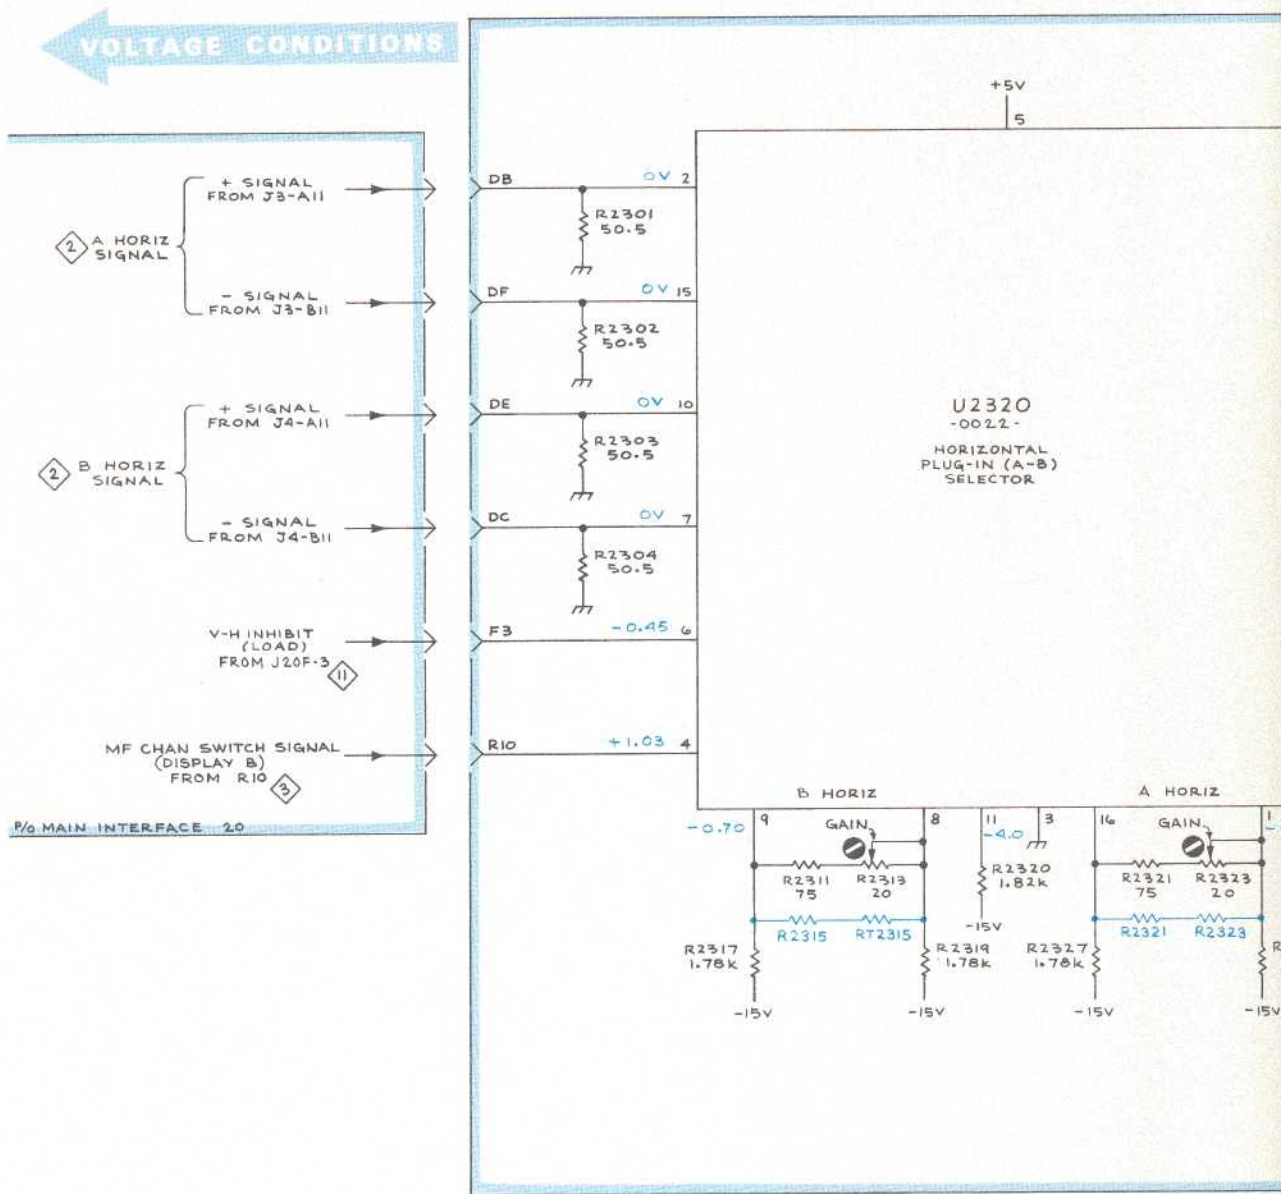 VOLTAGE CONDITIONS
+5V
5
+ SIGNAL
FROM J3-A11
2
A HORIZ
SIGNAL
- SIGNAL
FROM J3-B11
+ SIGNAL
FROM J4-A11
2
B HORIZ
SIGNAL
- SIGNAL
FROM J4-B11
V-H INHIBIT
(LOAD)
FROM J20F-3
11
MF CHAN SWITCH SIGNAL
(DISPLAY B)
FROM R10
3
P/O MAIN INTERFACE 20
DB
0V 2
R2301
50.5
DF
0V 15
R2302
50.5
DE
0V 10
R2303
50.5
DC
0V 7
R2304
50.5
F3
-0.45 6
R10
+1.03 4
U2320
-0022-
HORIZONTAL
PLUG-IN (A-B)
SELECTOR
B HORIZ
A HORIZ
-0.70
9
GAIN
8
11
-4.0
3
16
GAIN
1
R2311
75
R2313
20
R2320
1.82K
-15V
R2321
75
R2323
20
R2315
RT2315
R2321
R2323
R2317
1.78K
R2319
1.78K
R2327
1.78K
R
-15V
-15V
-15V
-15V